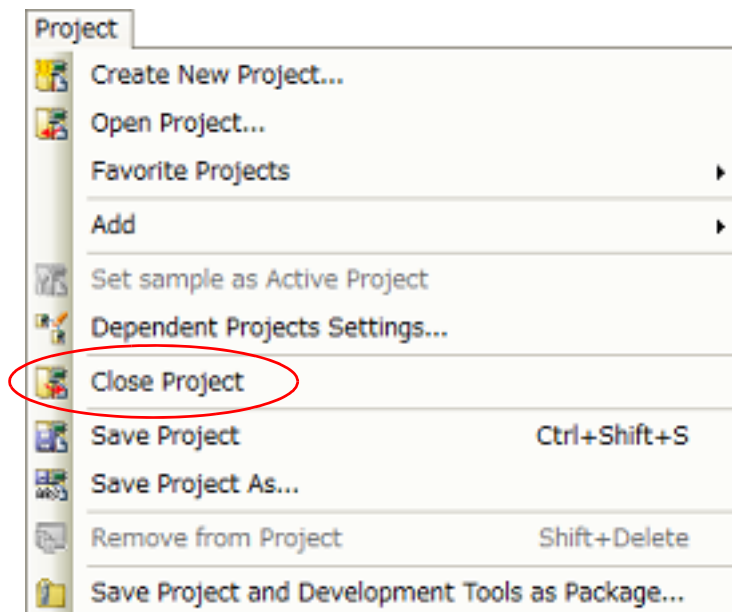 Project
Create New Project...
Open Project...
Favorite Projects
Add
Set sample as Active Project
Dependent Projects Settings...
Close Project
Save Project Ctrl+Shift+S
Save Project As...
Remove from Project Shift+Delete
Save Project and Development Tools as Package...